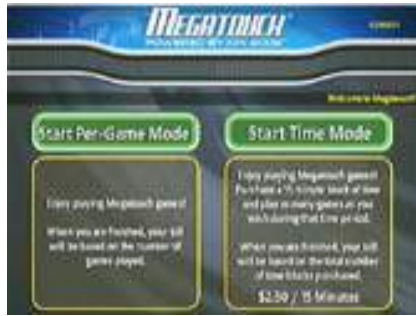 MEGATOUCH
Welcome to Megatouch
Start Per-Game Mode
Start Time Mode
Enjoy playing Megatouch games!
When you are finished, your bill
will be based on the number of
games played.
Enjoy playing Megatouch games!
Purchase a 15 minute block of time
and play as many games as you
wish during that time period.
When you are finished, your bill
will be based on the total number
of time blocks purchased.
$2.50 / 15 Minutes